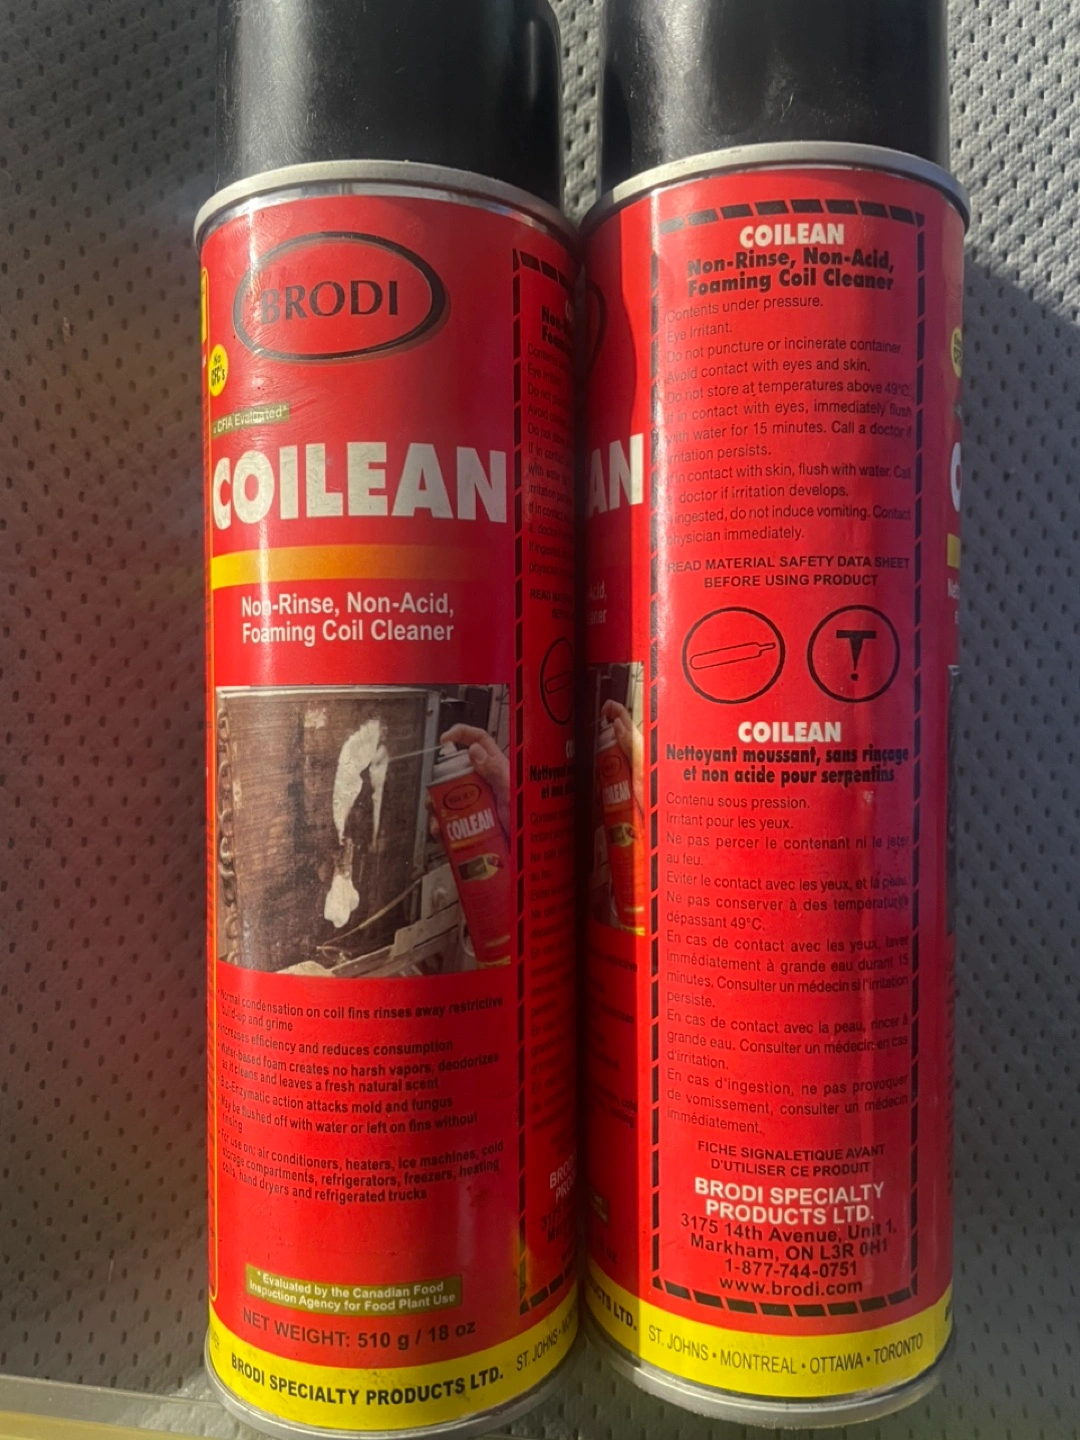 BRODI
No
CFC's
CFIA Evaluated*
COILEAN
Non-Rinse, Non-Acid,
Foaming Coil Cleaner
BRODI
COILEAN
Normal condensation on coil fins rinses away restrictive
build-up and grime
Increases efficiency and reduces consumption
Water-based foam creates no harsh vapors, deodorizes
as it cleans and leaves a fresh natural scent
Enzymatic action attacks mold and fungus
May be flushed off with water or left on fins without
rinsing
For use on: air conditioners, heaters, ice machines, cold
storage compartments, refrigerators, freezers, heating
coils, hand dryers and refrigerated trucks
* Evaluated by the Canadian Food
Inspection Agency for Food Plant Use
NET WEIGHT: 510 g / 18 oz
BRODI SPECIALTY PRODUCTS LTD.
ST. JOHNS
COILEAN
Non-Rinse, Non-Acid,
Foaming Coil Cleaner
Contents under pressure.
Eye Irritant.
Do not puncture or incinerate container.
Avoid contact with eyes and skin.
Do not store at temperatures above 49°C.
If in contact with eyes, immediately flush
with water for 15 minutes. Call a doctor if
irritation persists.
If in contact with skin, flush with water. Call
a doctor if irritation develops.
If ingested, do not induce vomiting. Contact
physician immediately.
READ MATERIAL SAFETY DATA SHEET
BEFORE USING PRODUCT
COILEAN
Nettoyant moussant, sans rinçage
et non acide pour serpentins
Contenu sous pression.
Irritant pour les yeux.
Ne pas percer le contenant ni le jeter
au feu.
Eviter le contact avec les yeux, et la peau.
Ne pas conserver à des températures
dépassant 49°C.
En cas de contact avec les yeux, laver
immédiatement à grande eau durant 15
minutes. Consulter un médecin si l'irritation
persiste.
En cas de contact avec la peau, rincer à
grande eau. Consulter un médecin en cas
d'irritation.
En cas d'ingestion, ne pas provoquer
de vomissement, consulter un médecin
immédiatement.
FICHE SIGNALETIQUE AVANT
D'UTILISER CE PRODUIT
BRODI SPECIALTY
PRODUCTS LTD.
3175 14th Avenue, Unit 1,
Markham, ON L3R 0H1
1-877-744-0751
www.brodi.com
LTD.
ST. JOHNS • MONTREAL • OTTAWA • TORONTO